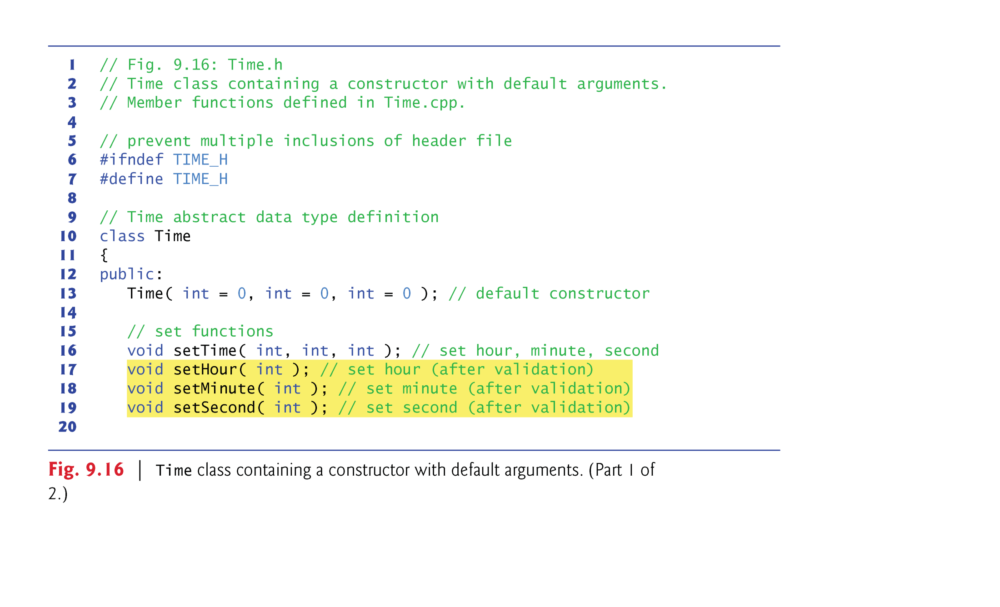 1 // Fig. 9.16: Time.h
2 // Time class containing a constructor with default arguments.
3 // Member functions defined in Time.cpp.
4
5 // prevent multiple inclusions of header file
6 #ifndef TIME_H
7 #define TIME_H
8
9 // Time abstract data type definition
10 class Time
11 {
12 public:
13    Time( int = 0, int = 0, int = 0 ); // default constructor
14
15    // set functions
16    void setTime( int, int, int ); // set hour, minute, second
17    void setHour( int ); // set hour (after validation)
18    void setMinute( int ); // set minute (after validation)
19    void setSecond( int ); // set second (after validation)
20
Fig. 9.16 | Time class containing a constructor with default arguments. (Part 1 of
2.)